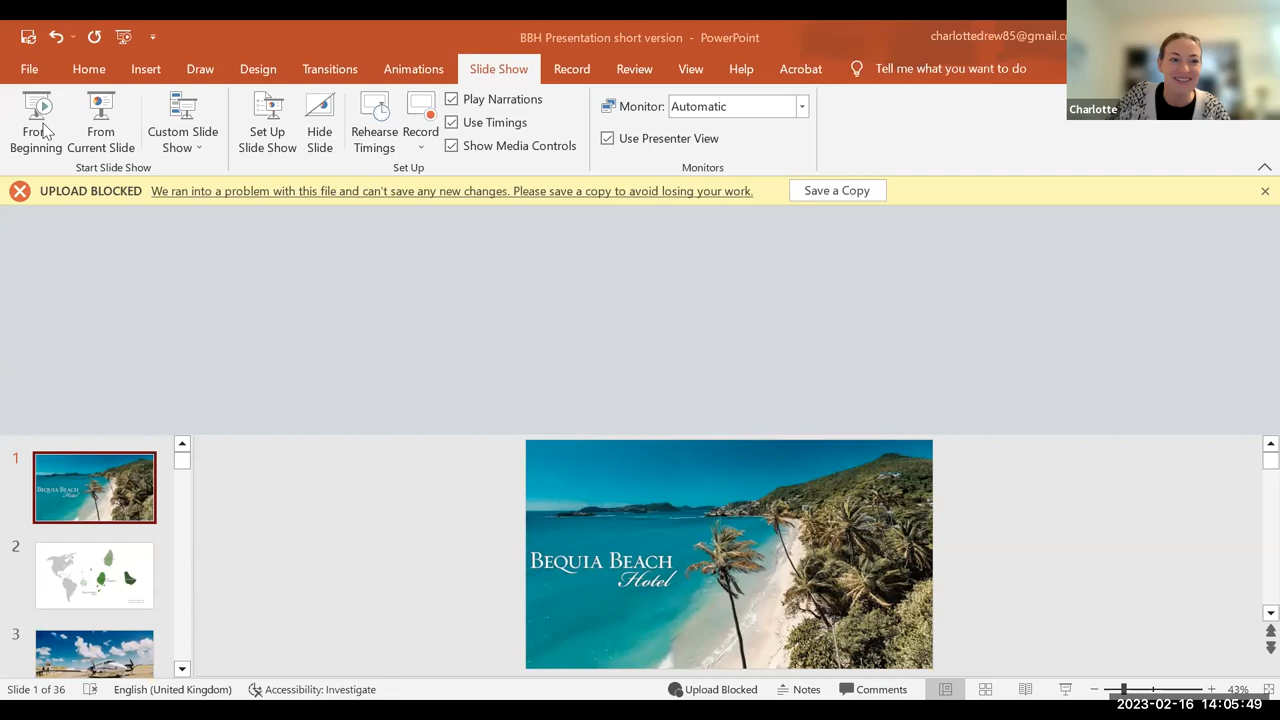 BBH Presentation short version - PowerPoint
charlottedrew85@gmail.c
File Home Insert Draw Design Transitions Animations Slide Show Record Review View Help Acrobat Tell me what you want to do
Charlotte
From Beginning
From Current Slide
Custom Slide Show
Start Slide Show
Set Up Slide Show
Hide Slide
Rehearse Timings
Record
Play Narrations
Use Timings
Show Media Controls
Set Up
Monitor: Automatic
Use Presenter View
Monitors
UPLOAD BLOCKED We ran into a problem with this file and can't save any new changes. Please save a copy to avoid losing your work. Save a Copy
1
BEQUIA BEACH
Hotel
2
3
BEQUIA BEACH
Hotel
Slide 1 of 36 English (United Kingdom) Accessibility: Investigate Upload Blocked Notes Comments 43%
2023-02-16 14:05:49